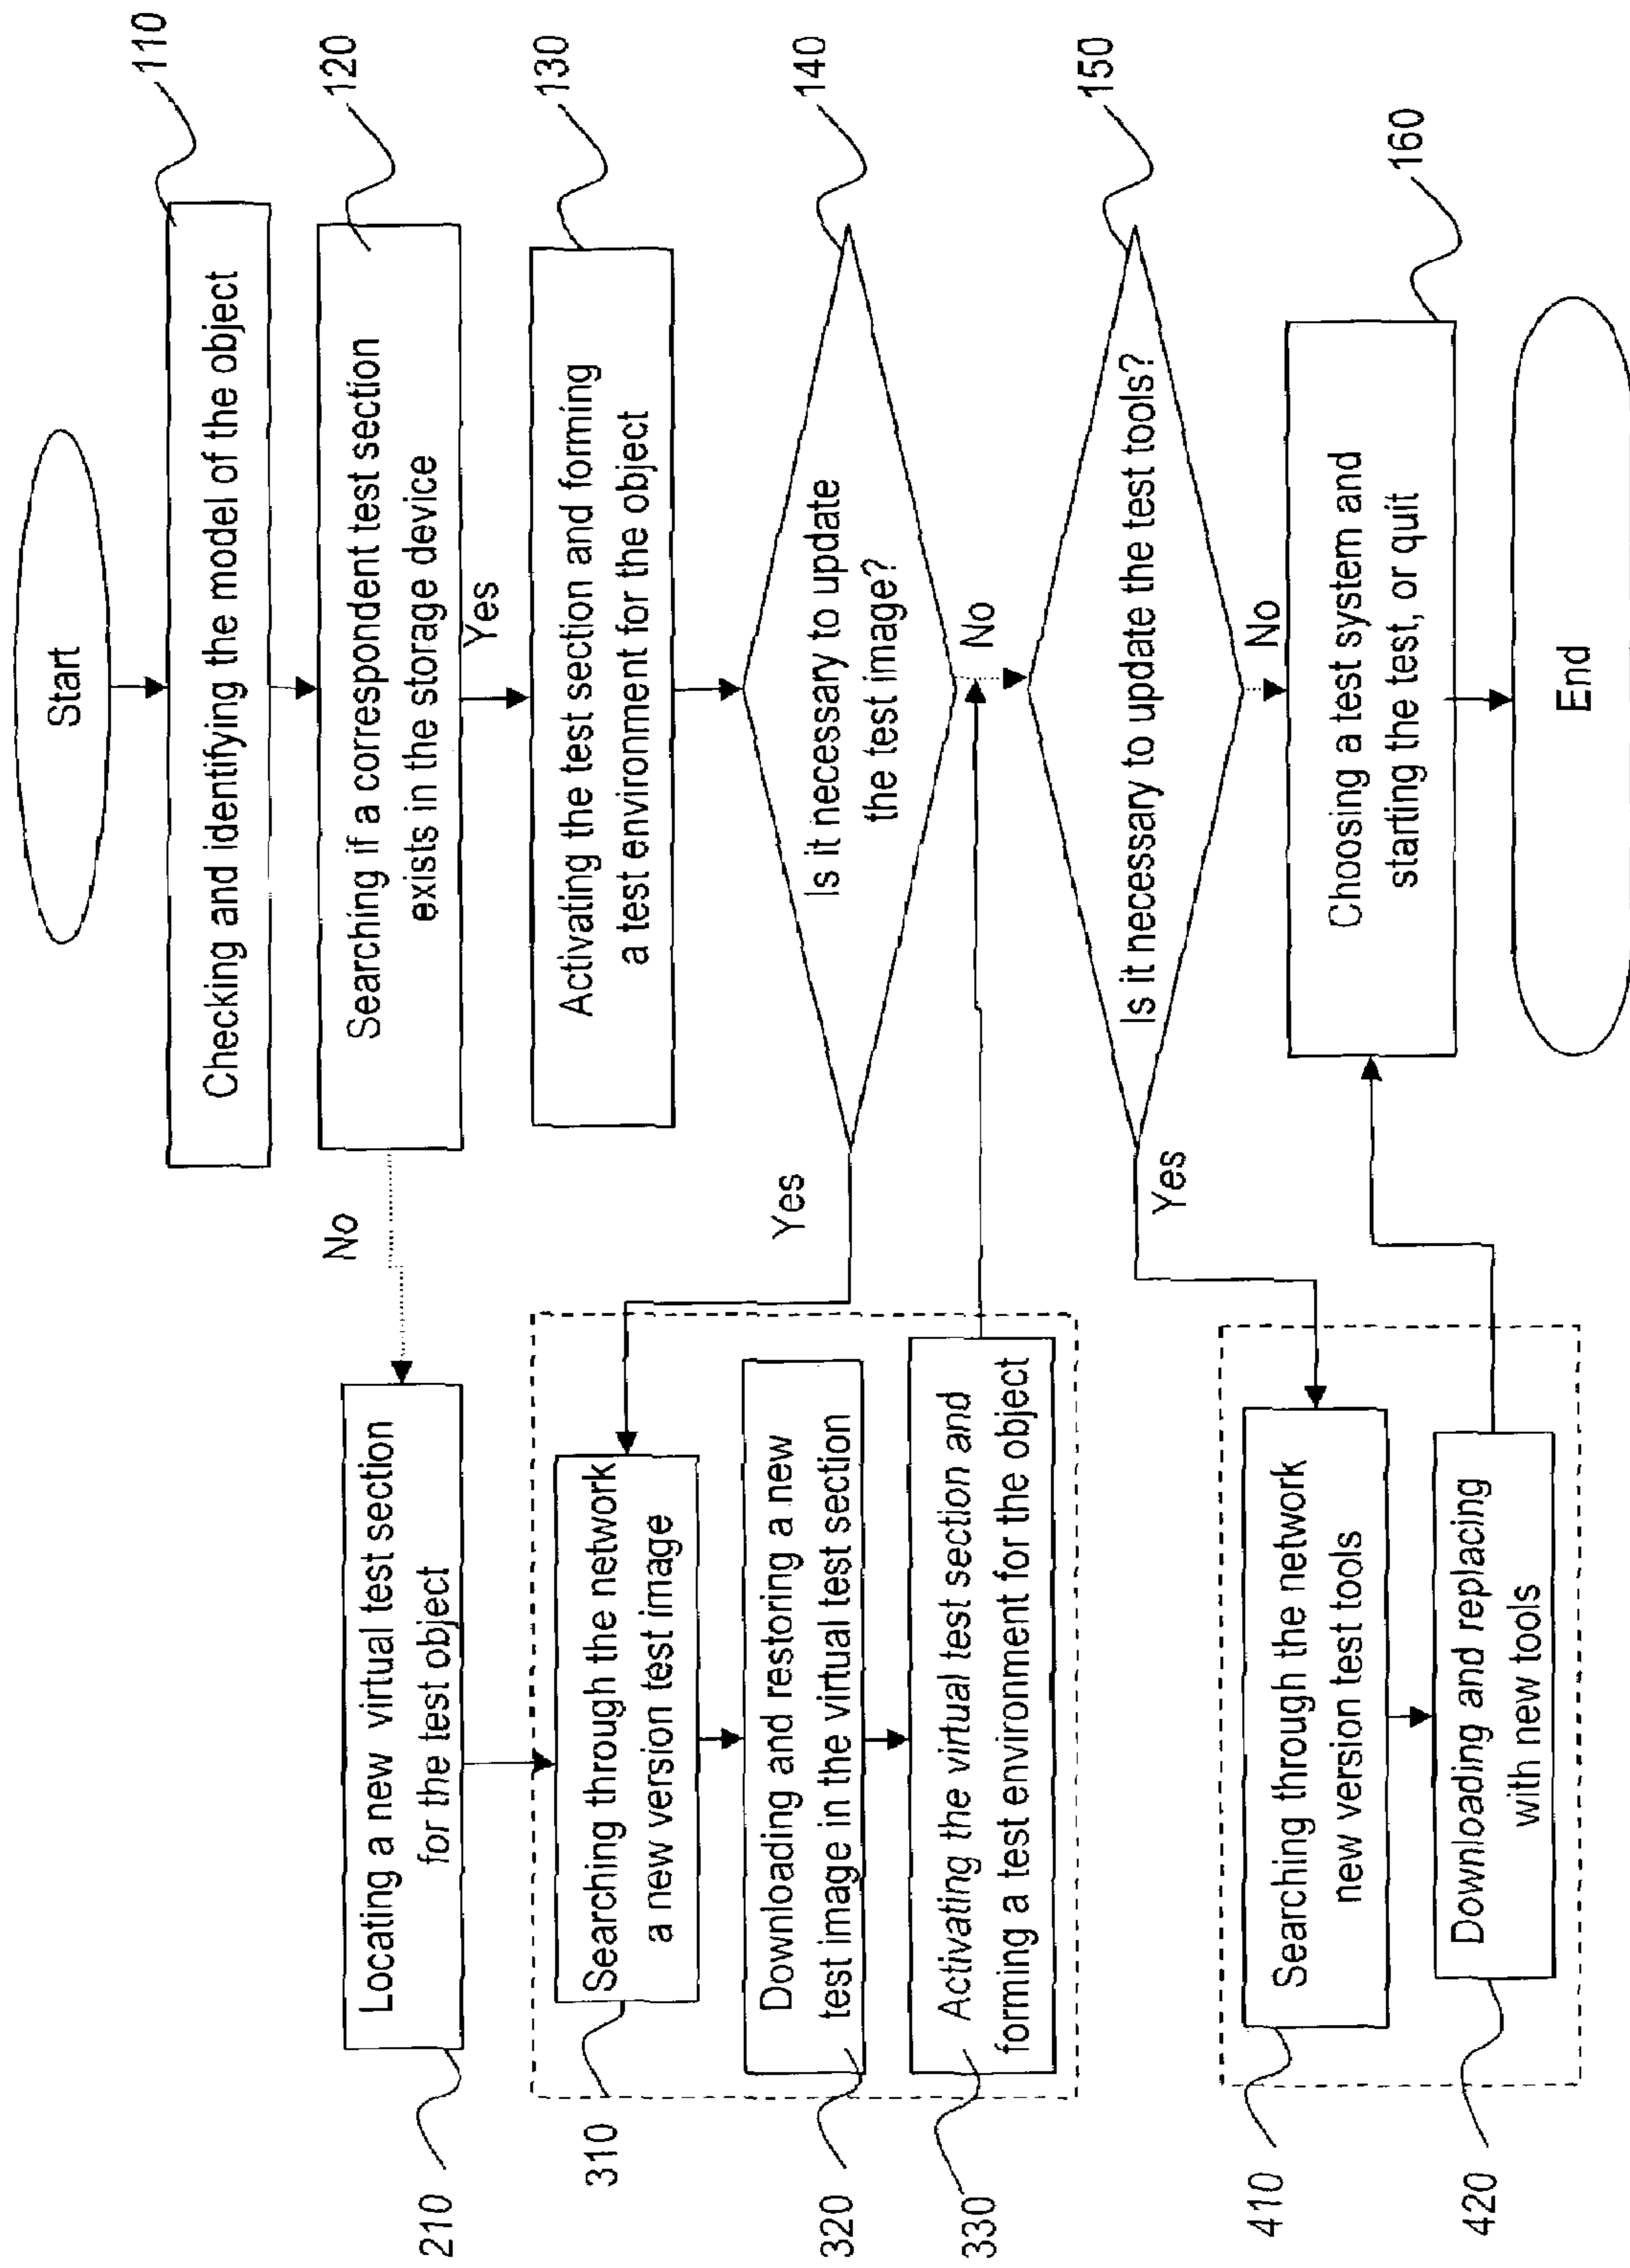 Start
110
Checking and identifying the model of the object
120
Searching if a correspondent test section
exists in the storage device
Yes
No
130
Activating the test section and forming
a test environment for the object
140
Is it necessary to update
the test image?
Yes
No
150
Is it necessary to update the test tools?
Yes
No
160
Choosing a test system and
starting the test, or quit
End
210
Locating a new virtual test section
for the test object
310
Searching through the network
a new version test image
320
Downloading and restoring a new
test image in the virtual test section
330
Activating the virtual test section and
forming a test environment for the object
410
Searching through the network
new version test tools
420
Downloading and replacing
with new tools